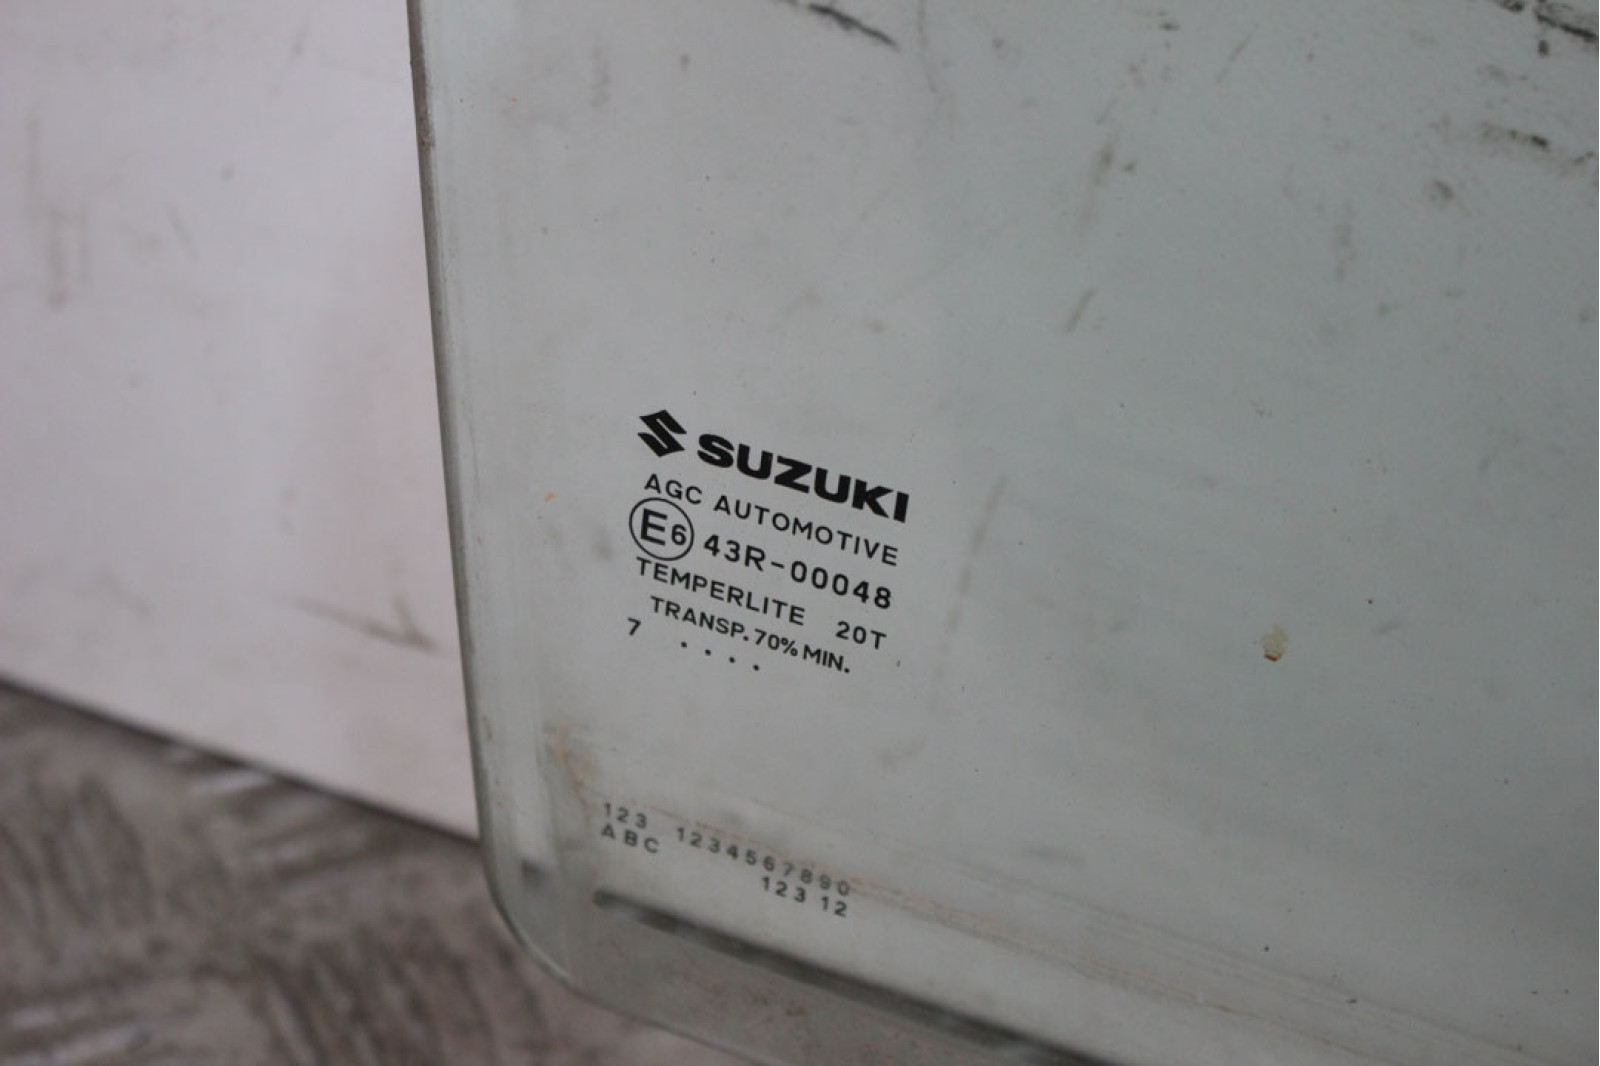 SUZUKI
AGC AUTOMOTIVE
E6 43R-00048
TEMPERLITE 20T
TRANSP. 70% MIN.
7 . . . .
123 1234567890
ABC
123 12